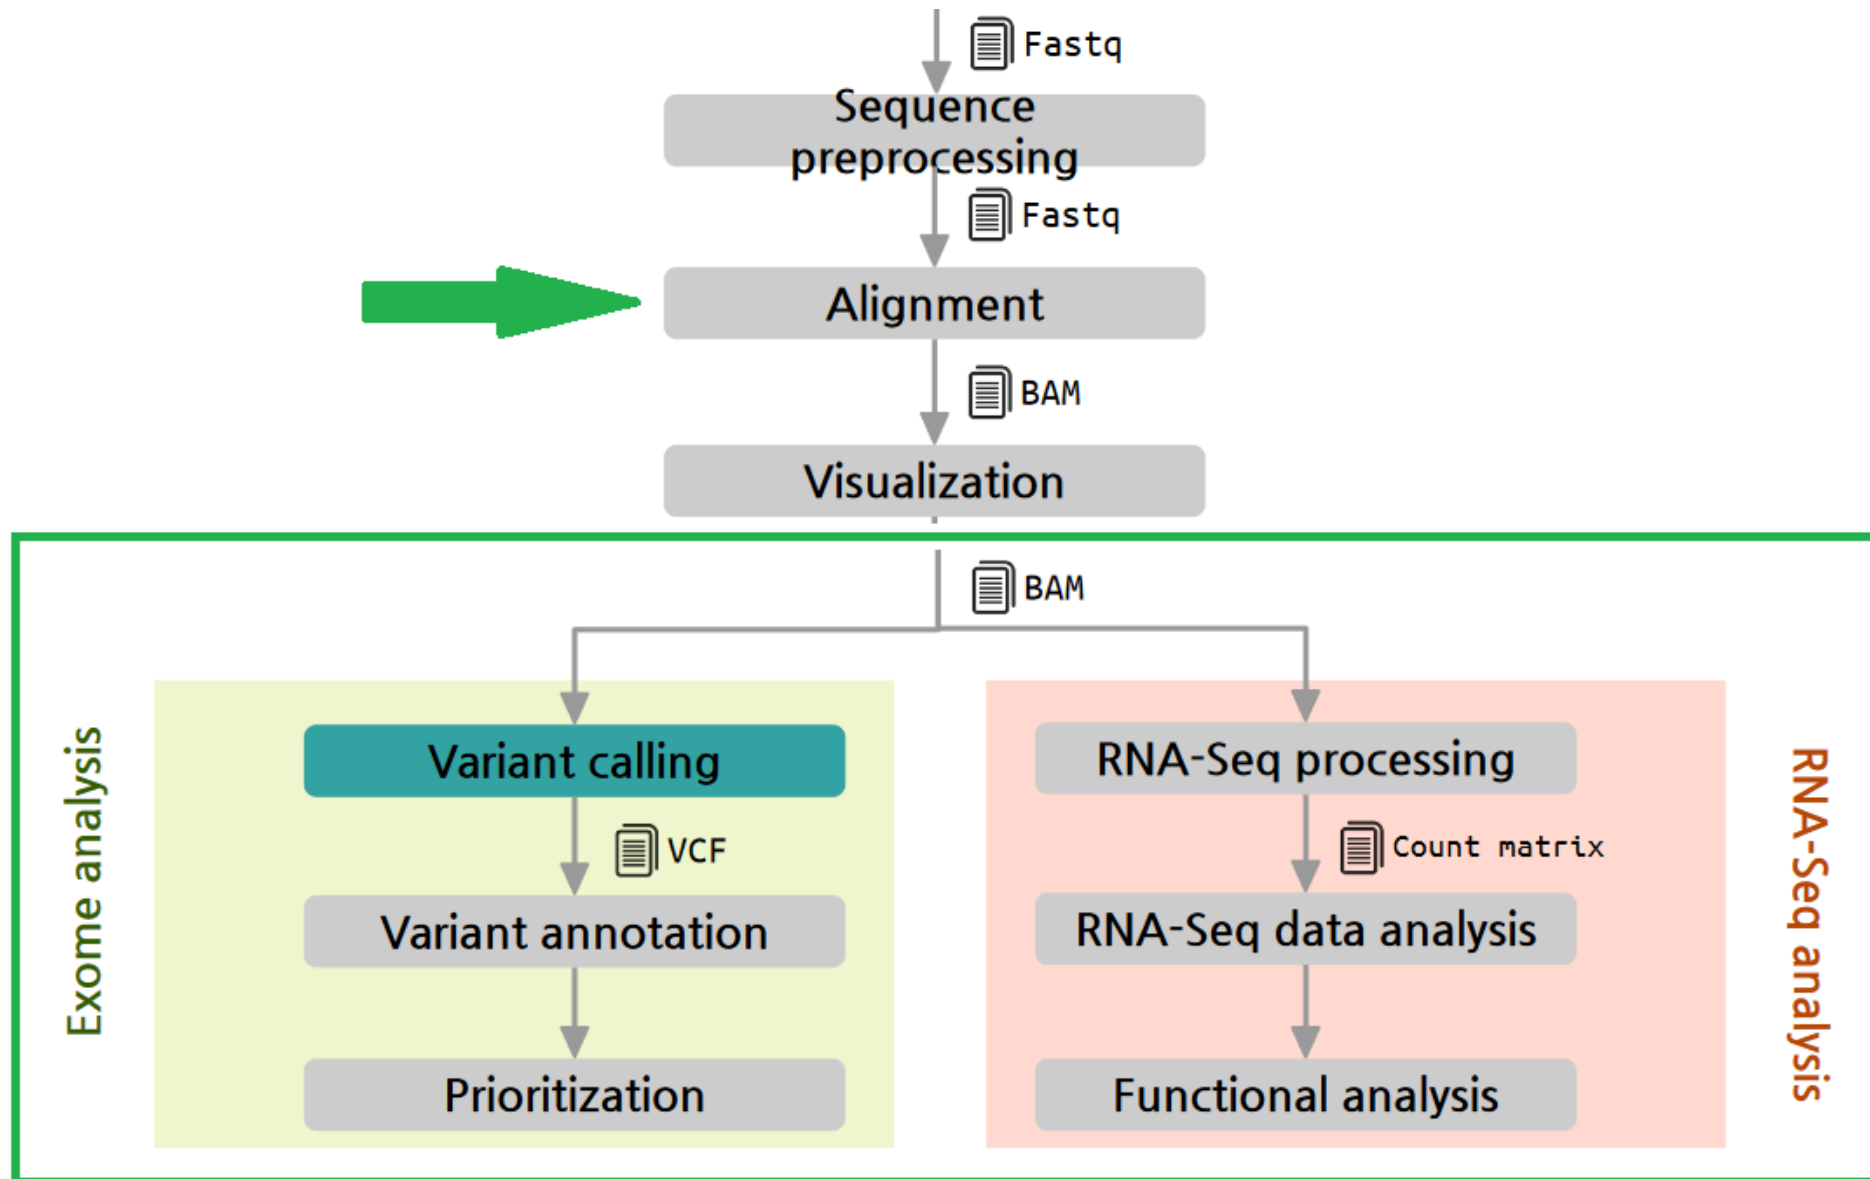 Fastq
Sequence
preprocessing
Fastq
Alignment
BAM
Visualization
BAM
Exome analysis
Variant calling
VCF
Variant annotation
Prioritization
RNA-Seq processing
Count matrix
RNA-Seq data analysis
Functional analysis
RNA-Seq analysis